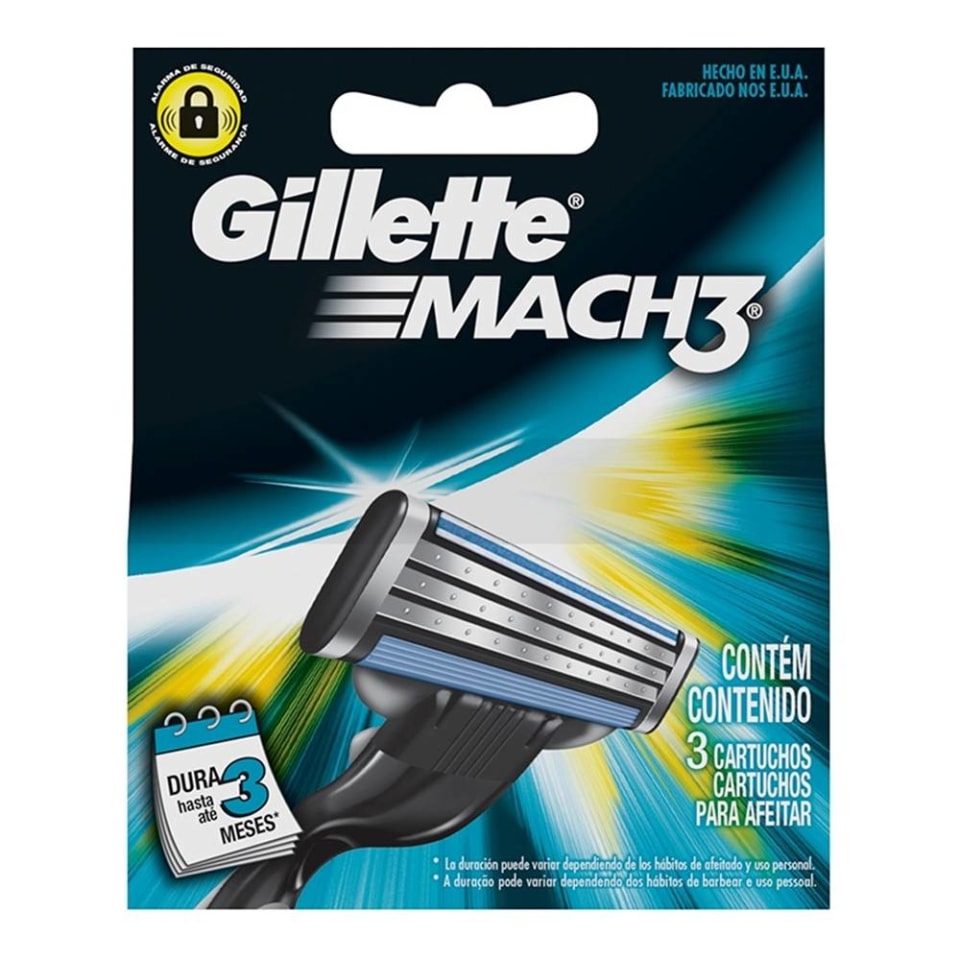 ALARMA DE SEGURIDAD
ALARME DE SEGURANÇA
HECHO EN E.U.A.
FABRICADO NOS E.U.A.
Gillette®
MACH3®
CONTÉM
CONTENIDO
3 CARTUCHOS
CARTUCHOS
PARA AFEITAR
DURA
hasta
até
3
MESES*
* La duración puede variar dependiendo de los hábitos de afeitado y uso personal.
* A duração pode variar dependendo dos hábitos de barbear e uso pessoal.